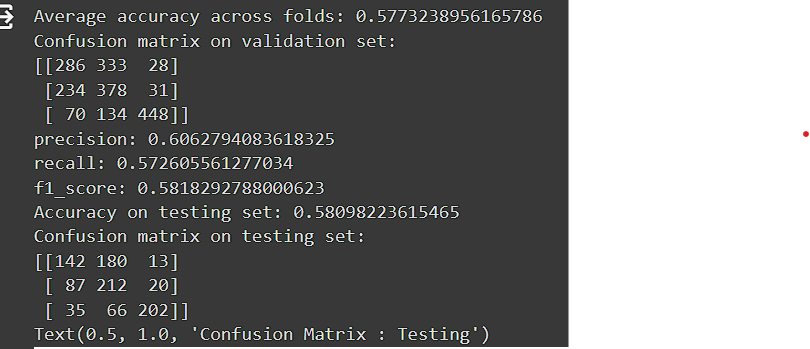 Average accuracy across folds: 0.5773238956165786
Confusion matrix on validation set:
[[286 333  28]
 [234 378  31]
 [ 70 134 448]]
precision: 0.6062794083618325
recall: 0.572605561277034
f1_score: 0.5818292788000623
Accuracy on testing set: 0.58098223615465
Confusion matrix on testing set:
[[142 180  13]
 [ 87 212  20]
 [ 35  66 202]]
Text(0.5, 1.0, 'Confusion Matrix : Testing')